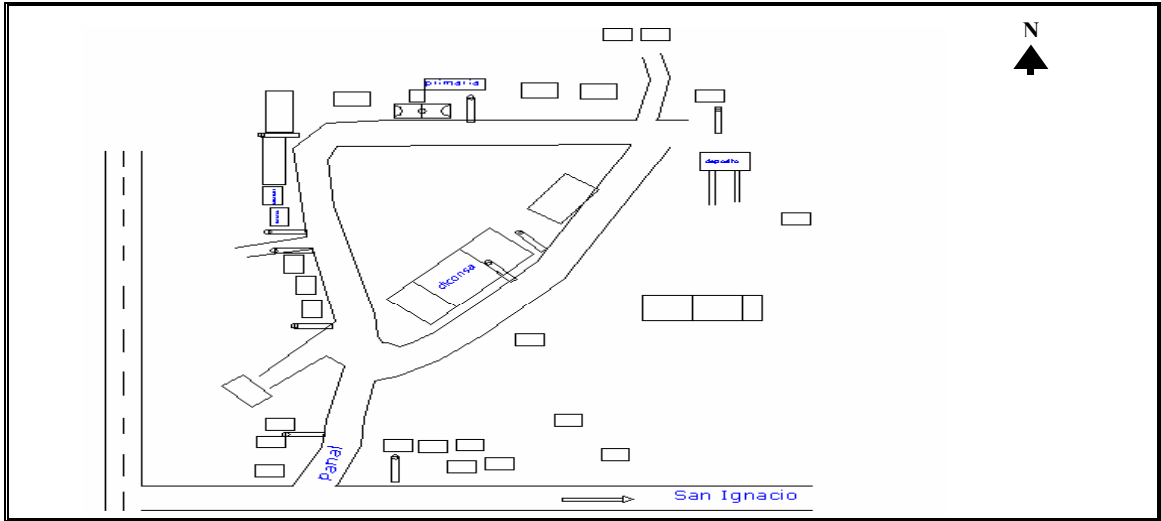 N
primaria
deposito
diconsa
panal
San Ignacio